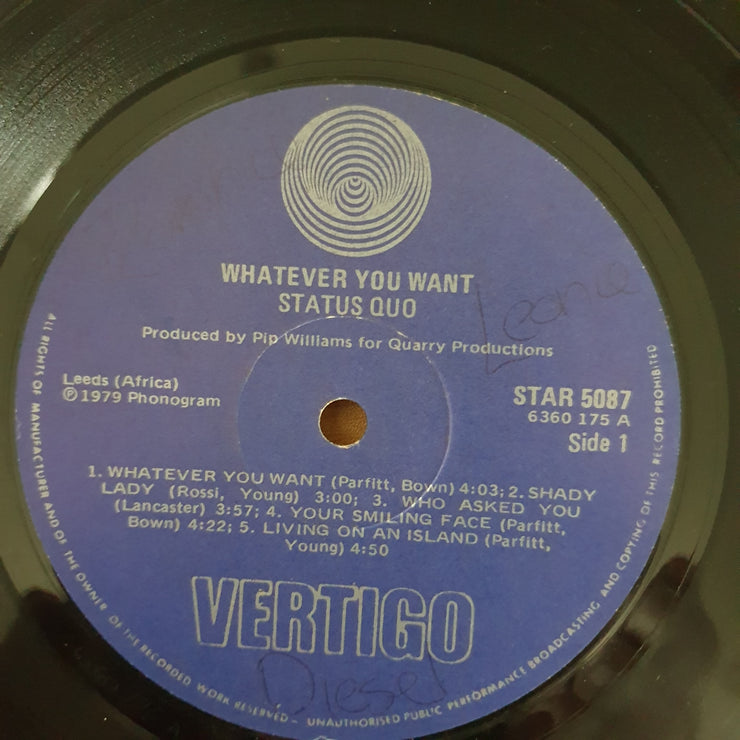 WHATEVER YOU WANT
STATUS QUO
Leonie
Produced by Pip Williams for Quarry Productions
Leeds (Africa)
℗ 1979 Phonogram
STAR 5087
6360 175 A
Side 1
1. WHATEVER YOU WANT (Parfitt, Bown) 4:03; 2. SHADY
LADY (Rossi, Young) 3:00; 3. WHO ASKED YOU
(Lancaster) 3:57; 4. YOUR SMILING FACE (Parfitt,
Bown) 4:22; 5. LIVING ON AN ISLAND (Parfitt,
Young) 4:50
VERTIGO
Diesel
ALL RIGHTS OF MANUFACTURER AND OF THE OWNER OF THE RECORDED WORK RESERVED – UNAUTHORISED PUBLIC PERFORMANCE BROADCASTING AND COPYING OF THIS RECORD PROHIBITED